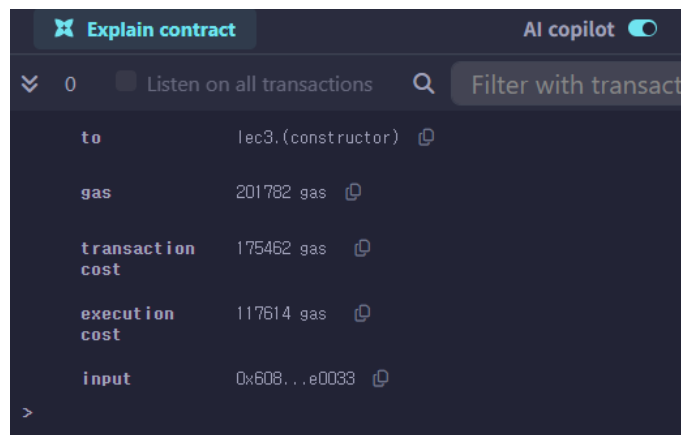 Explain contract
AI copilot
0
Listen on all transactions
Filter with transact
to
lec3.(constructor)
gas
201782 gas
transaction
cost
175462 gas
execution
cost
117614 gas
input
0x608...e0033
>